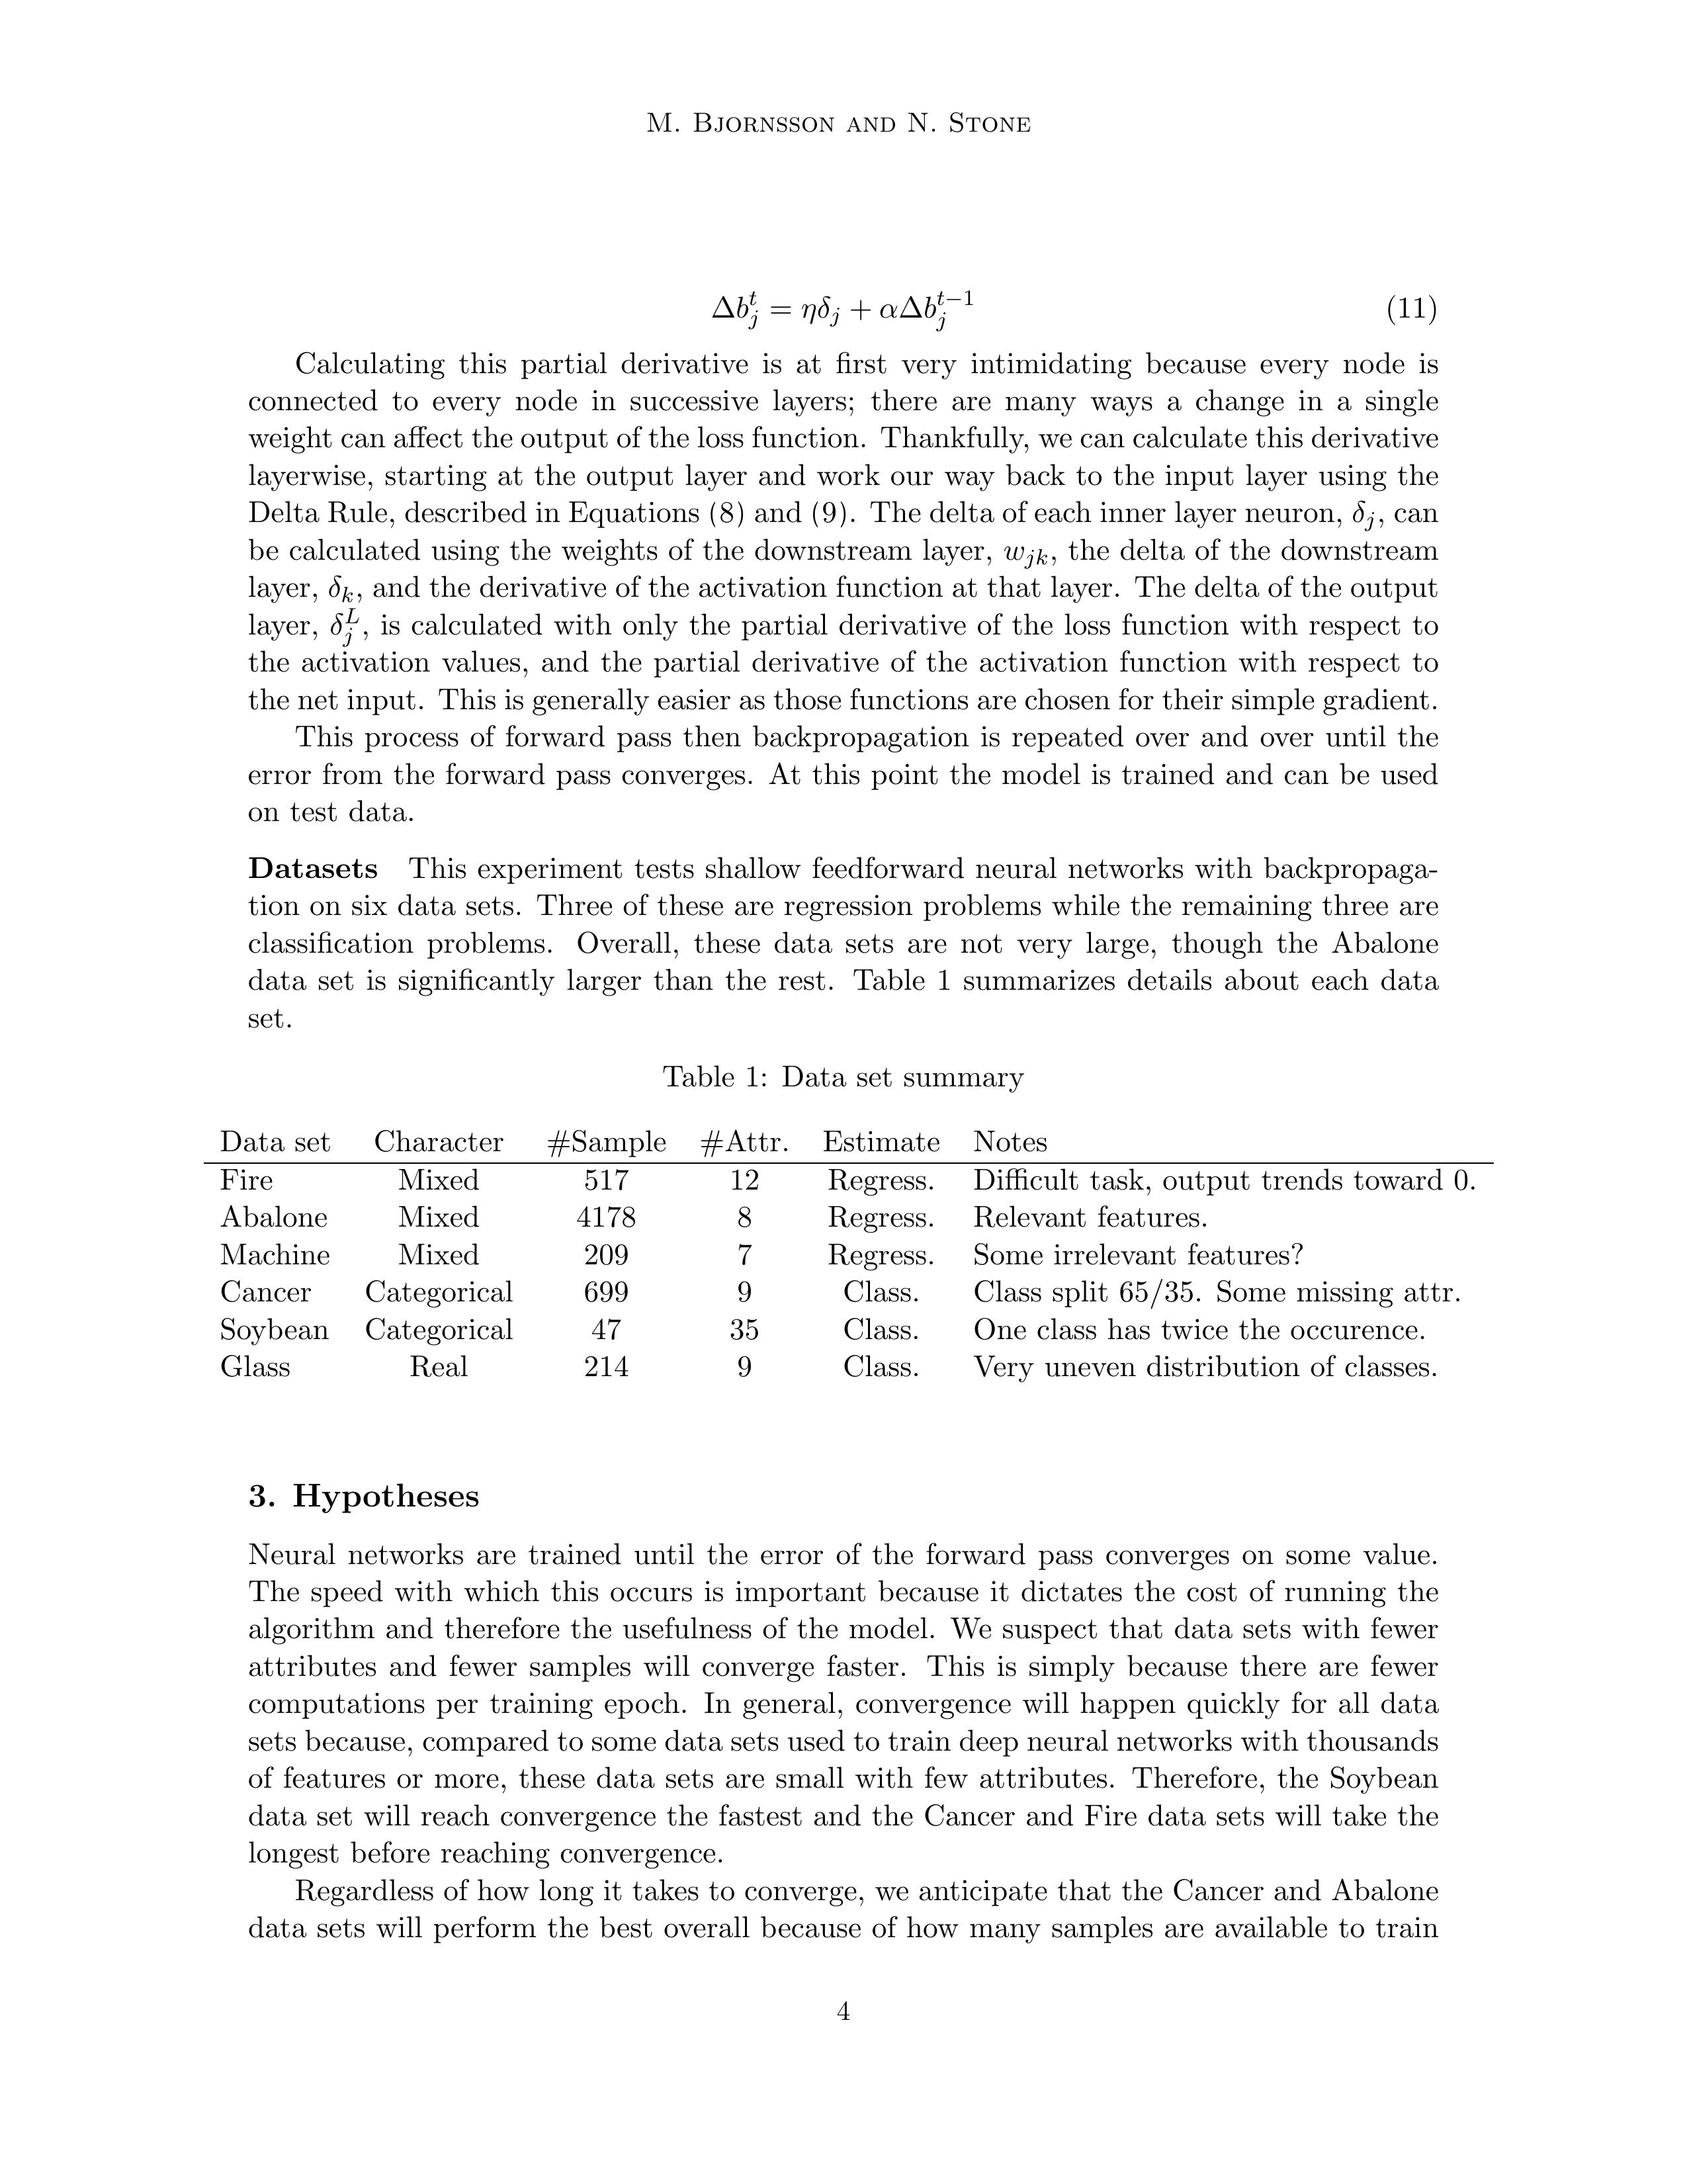 M. Bjornsson and N. Stone
Δb_j^t = ηδ_j + αΔb_j^{t−1} (11)
Calculating this partial derivative is at first very intimidating because every node is
connected to every node in successive layers; there are many ways a change in a single
weight can affect the output of the loss function. Thankfully, we can calculate this derivative
layerwise, starting at the output layer and work our way back to the input layer using the
Delta Rule, described in Equations (8) and (9). The delta of each inner layer neuron, δ_j, can
be calculated using the weights of the downstream layer, w_{jk}, the delta of the downstream
layer, δ_k, and the derivative of the activation function at that layer. The delta of the output
layer, δ_j^L, is calculated with only the partial derivative of the loss function with respect to
the activation values, and the partial derivative of the activation function with respect to
the net input. This is generally easier as those functions are chosen for their simple gradient.
This process of forward pass then backpropagation is repeated over and over until the
error from the forward pass converges. At this point the model is trained and can be used
on test data.
Datasets This experiment tests shallow feedforward neural networks with backpropaga-
tion on six data sets. Three of these are regression problems while the remaining three are
classification problems. Overall, these data sets are not very large, though the Abalone
data set is significantly larger than the rest. Table 1 summarizes details about each data
set.
Table 1: Data set summary
Data set Character #Sample #Attr. Estimate Notes
Fire Mixed 517 12 Regress. Difficult task, output trends toward 0.
Abalone Mixed 4178 8 Regress. Relevant features.
Machine Mixed 209 7 Regress. Some irrelevant features?
Cancer Categorical 699 9 Class. Class split 65/35. Some missing attr.
Soybean Categorical 47 35 Class. One class has twice the occurence.
Glass Real 214 9 Class. Very uneven distribution of classes.
3. Hypotheses
Neural networks are trained until the error of the forward pass converges on some value.
The speed with which this occurs is important because it dictates the cost of running the
algorithm and therefore the usefulness of the model. We suspect that data sets with fewer
attributes and fewer samples will converge faster. This is simply because there are fewer
computations per training epoch. In general, convergence will happen quickly for all data
sets because, compared to some data sets used to train deep neural networks with thousands
of features or more, these data sets are small with few attributes. Therefore, the Soybean
data set will reach convergence the fastest and the Cancer and Fire data sets will take the
longest before reaching convergence.
Regardless of how long it takes to converge, we anticipate that the Cancer and Abalone
data sets will perform the best overall because of how many samples are available to train
4